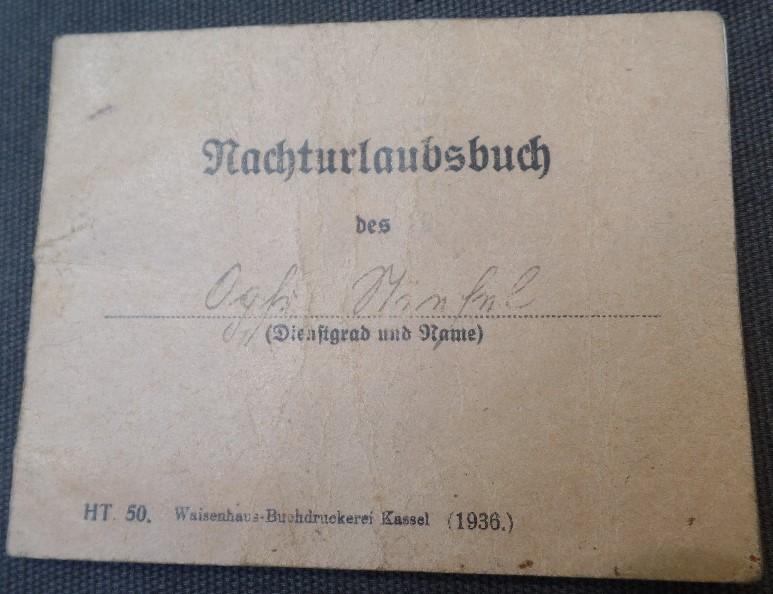 Nachturlaubsbuch
des
(Dienstgrad und Name)
HT. 50. Waisenhaus-Buchdruckerei Kassel (1936.)